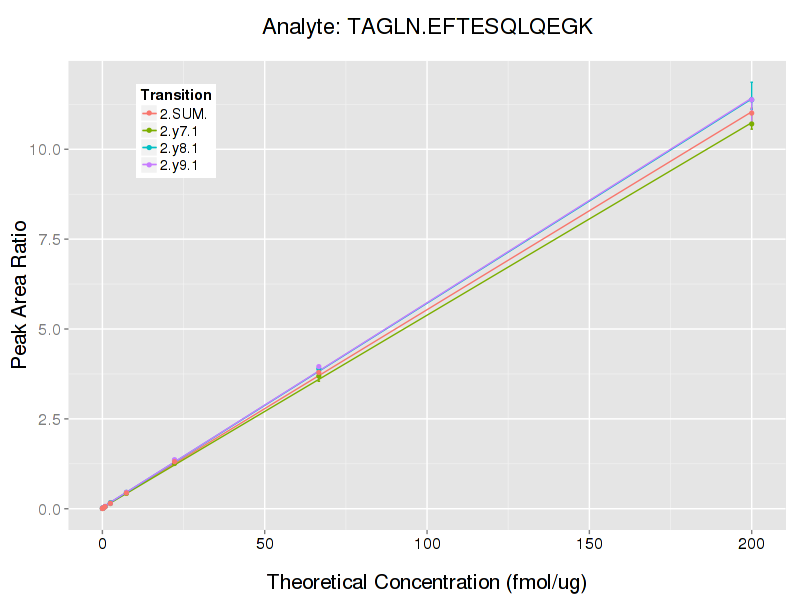 Analyte: TAGLN.EFTESQLQEGK
Transition
2.SUM.
2.y7.1
2.y8.1
2.y9.1
10.0
7.5
5.0
2.5
0.0
Peak Area Ratio
0 50 100 150 200
Theoretical Concentration (fmol/ug)